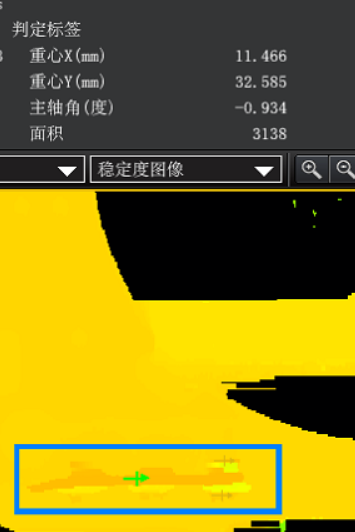 判定标签
重心X(mm) 11.466
重心Y(mm) 32.585
主轴角(度) -0.934
面积 3138
稳定度图像